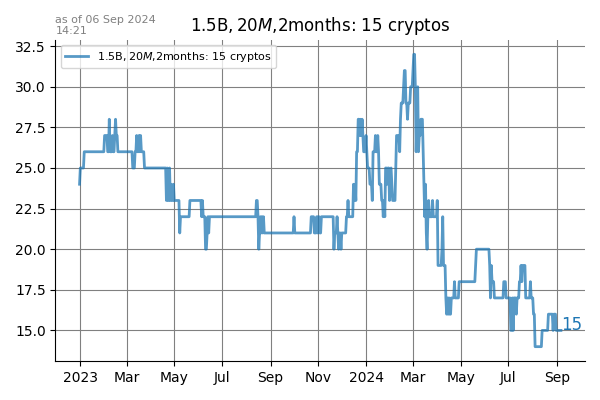 as of 06 Sep 2024
14:21
1.5B, 20M,2months: 15 cryptos
1.5B, 20M,2months: 15 cryptos
32.5
30.0
27.5
25.0
22.5
20.0
17.5
15.0
15
2023 Mar May Jul Sep Nov 2024 Mar May Jul Sep